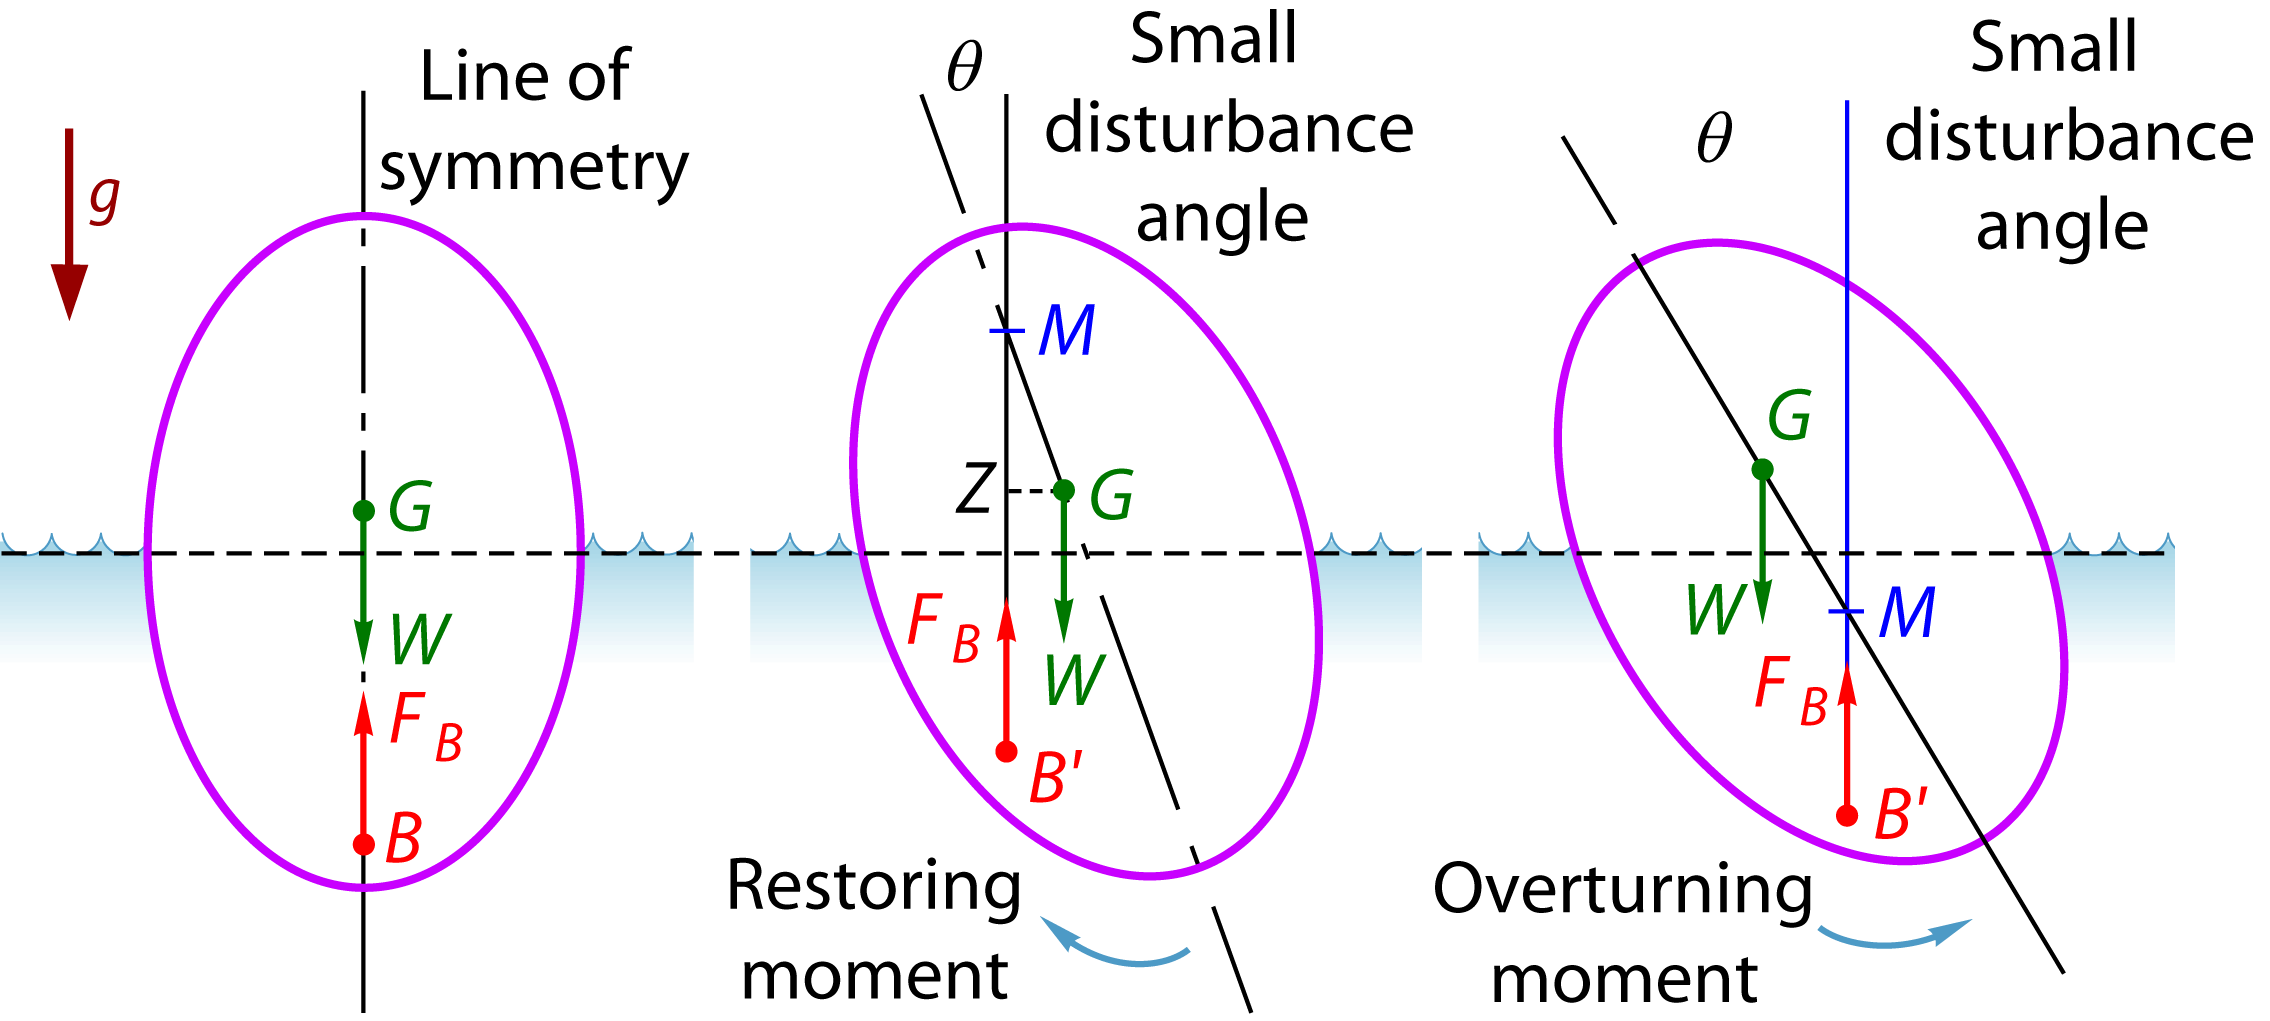 g
Line of
symmetry
G
W
F B
B
θ
Small
disturbance
angle
M
Z
G
F B
W
B'
Restoring
moment
θ
Small
disturbance
angle
G
W
M
F B
B'
Overturning
moment